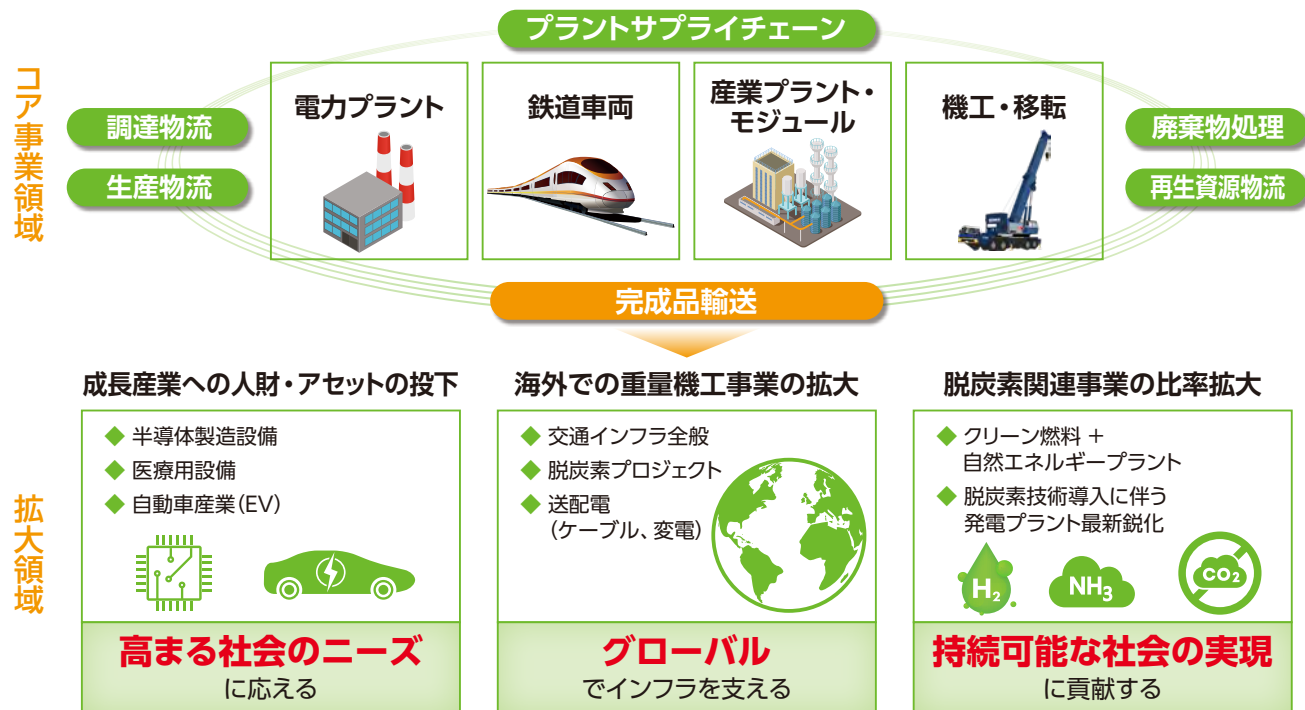 プラントサプライチェーン
コア事業領域
調達物流
生産物流
電力プラント
鉄道車両
産業プラント・
モジュール
機工・移転
廃棄物処理
再生資源物流
完成品輸送
拡大領域
成長産業への人財・アセットの投下
◆ 半導体製造設備
◆ 医療用設備
◆ 自動車産業（EV）
高まる社会のニーズ
に応える
海外での重量機工事業の拡大
◆ 交通インフラ全般
◆ 脱炭素プロジェクト
◆ 送配電
（ケーブル、変電）
グローバル
でインフラを支える
脱炭素関連事業の比率拡大
◆ クリーン燃料 ＋
自然エネルギープラント
◆ 脱炭素技術導入に伴う
発電プラント最新鋭化
H₂
NH₃
CO₂
持続可能な社会の実現
に貢献する